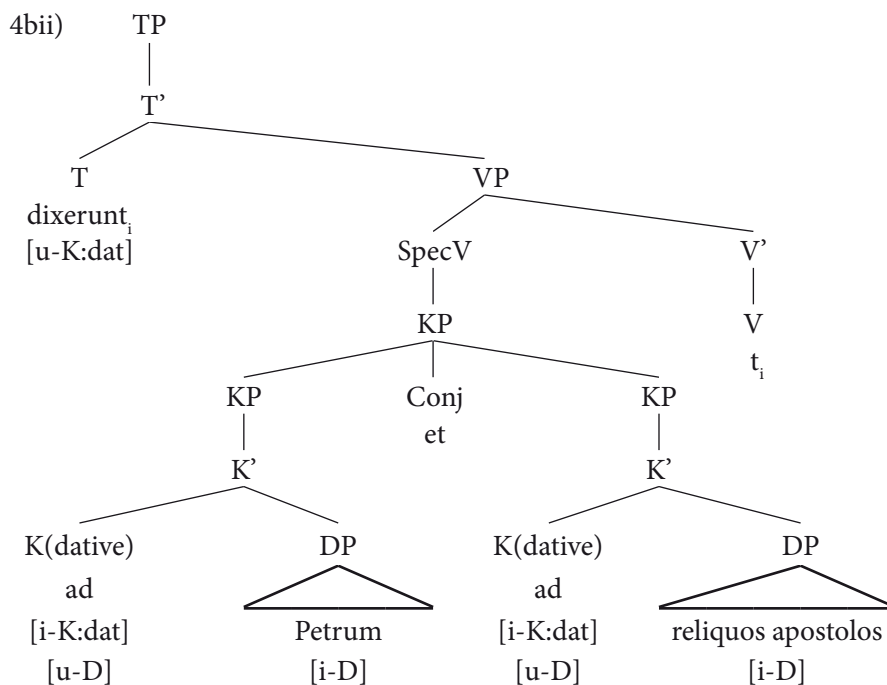 4bii) TP
T’
T VP
dixerunt_i
[u-K:dat] SpecV V’
KP V
t_i
KP Conj KP
et
K’ K’
K(dative) DP K(dative) DP
ad ad
[i-K:dat] Petrum [i-K:dat] reliquos apostolos
[u-D] [i-D] [u-D] [i-D]